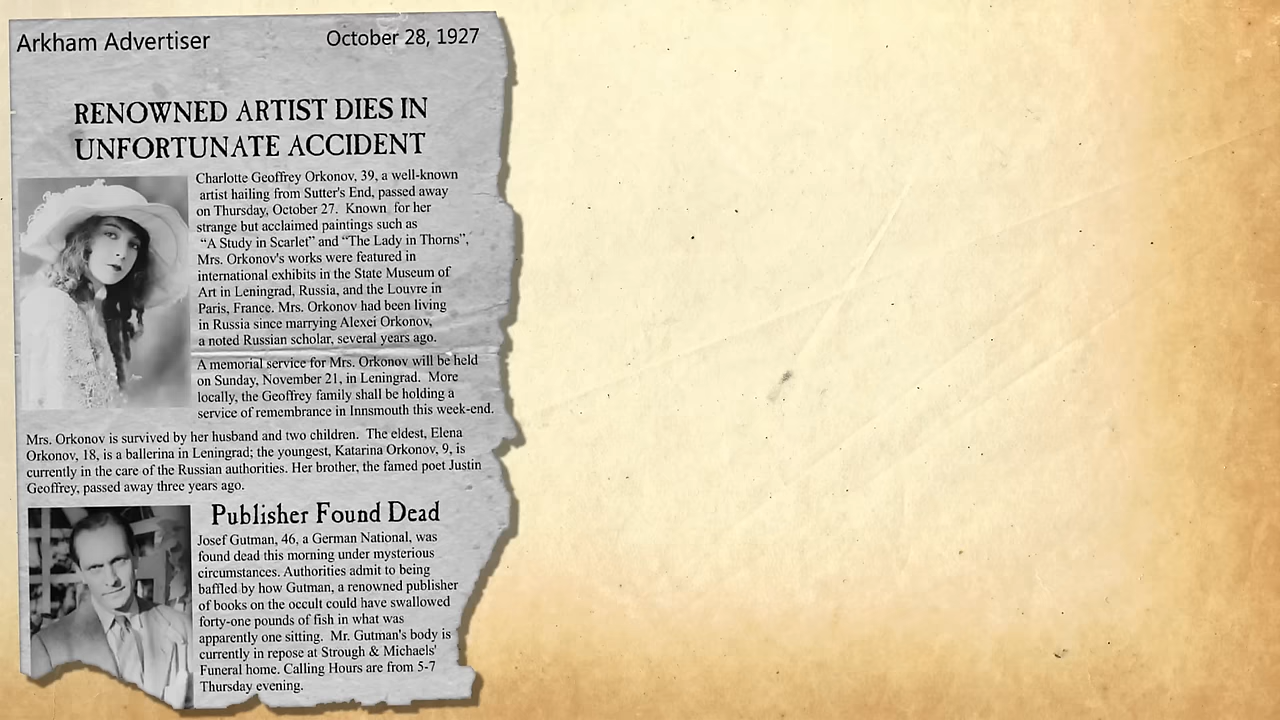 Arkham Advertiser
October 28, 1927
RENOWNED ARTIST DIES IN
UNFORTUNATE ACCIDENT
Charlotte Geoffrey Orkonov, 39, a well-known
artist hailing from Sutter's End, passed away
on Thursday, October 27. Known for her
strange but acclaimed paintings such as
“A Study in Scarlet” and “The Lady in Thorns”,
Mrs. Orkonov's works were featured in
international exhibits in the State Museum of
Art in Leningrad, Russia, and the Louvre in
Paris, France. Mrs. Orkonov had been living
in Russia since marrying Alexei Orkonov,
a noted Russian scholar, several years ago.
A memorial service for Mrs. Orkonov will be held
on Sunday, November 21, in Leningrad. More
locally, the Geoffrey family shall be holding a
service of remembrance in Innsmouth this week-end.
Mrs. Orkonov is survived by her husband and two children. The eldest, Elena
Orkonov, 18, is a ballerina in Leningrad; the youngest, Katarina Orkonov, 9, is
currently in the care of the Russian authorities. Her brother, the famed poet Justin
Geoffrey, passed away three years ago.
Publisher Found Dead
Josef Gutman, 46, a German National, was
found dead this morning under mysterious
circumstances. Authorities admit to being
baffled by how Gutman, a renowned publisher
of books on the occult could have swallowed
forty-one pounds of fish in what was
apparently one sitting. Mr. Gutman's body is
currently in repose at Strough & Michaels'
Funeral home. Calling Hours are from 5-7
Thursday evening.